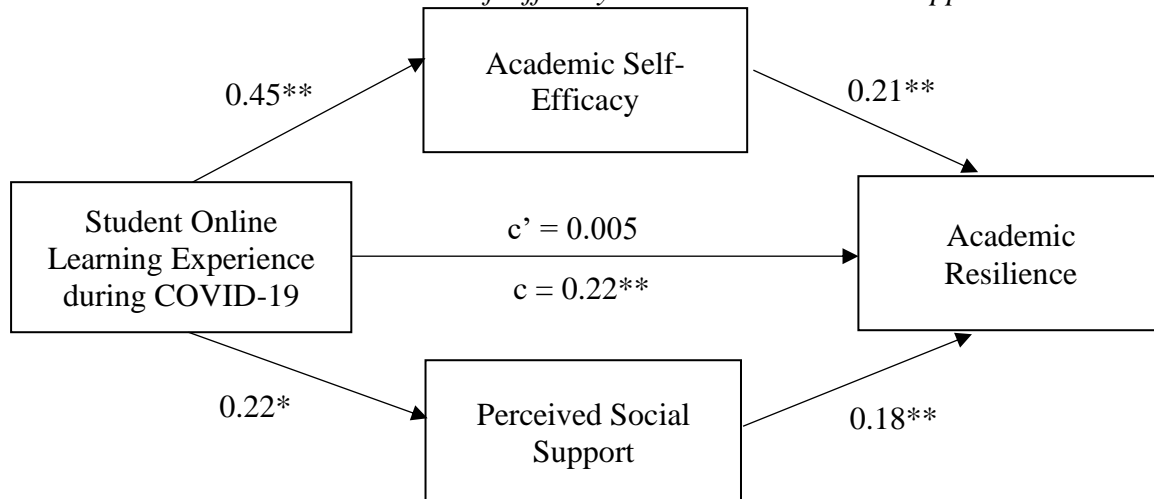 Academic Self-
Efficacy
0.45**
0.21**
Student Online
Learning Experience
during COVID-19
c’ = 0.005
c = 0.22**
Academic
Resilience
0.22*
Perceived Social
Support
0.18**